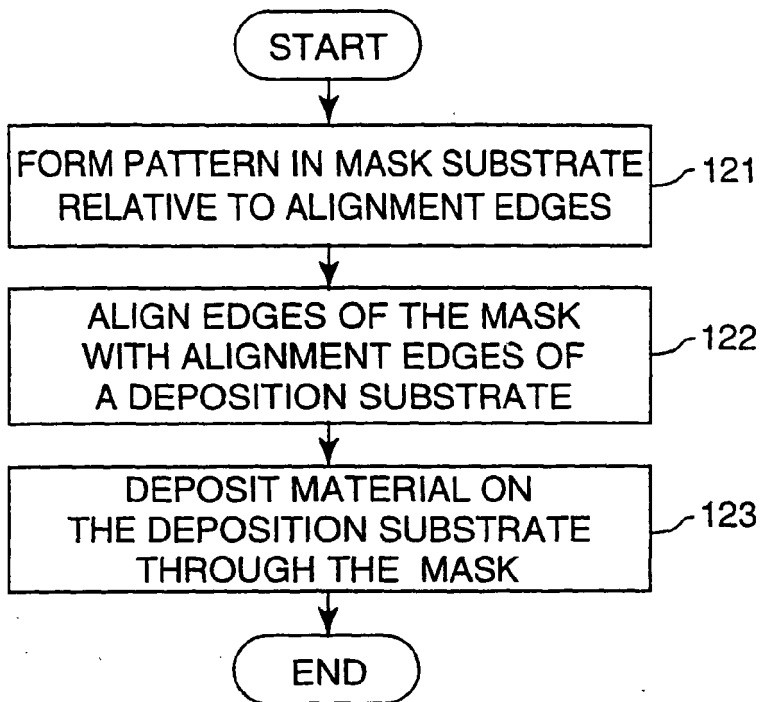 START
FORM PATTERN IN MASK SUBSTRATE
RELATIVE TO ALIGNMENT EDGES
121
ALIGN EDGES OF THE MASK
WITH ALIGNMENT EDGES OF
A DEPOSITION SUBSTRATE
122
DEPOSIT MATERIAL ON
THE DEPOSITION SUBSTRATE
THROUGH THE MASK
123
END